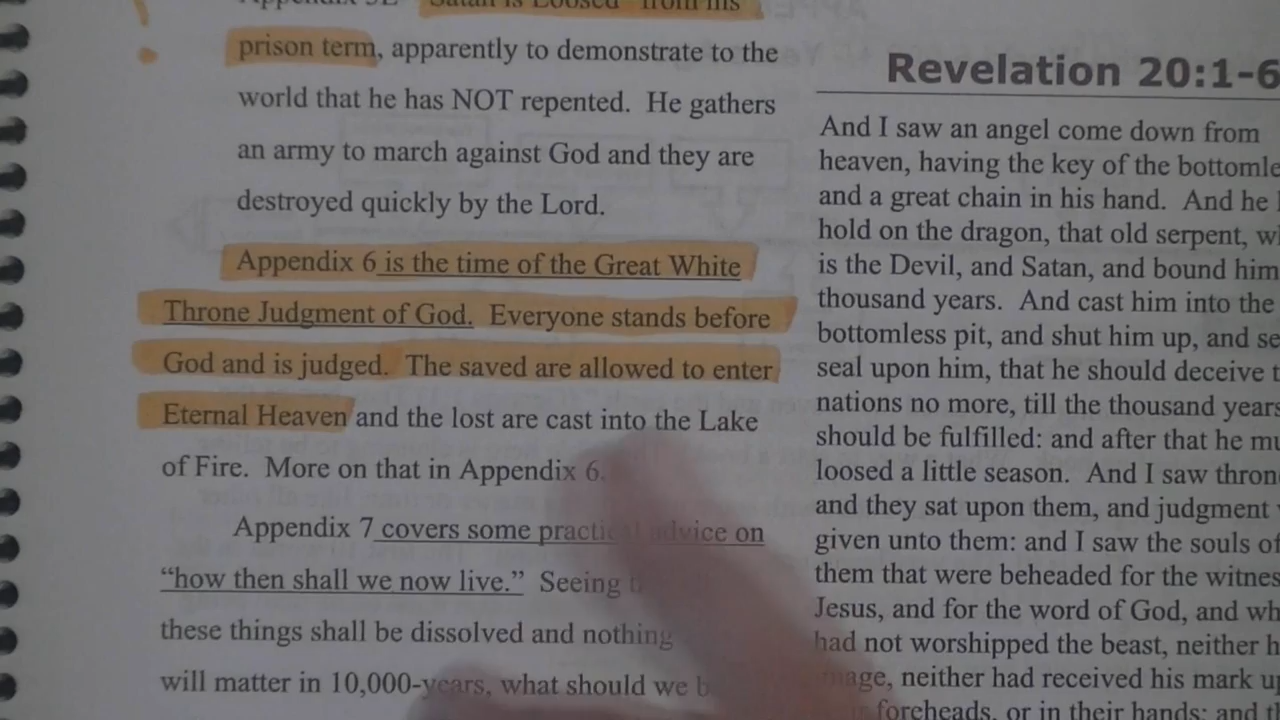 Satan is Loosed" from his
prison term, apparently to demonstrate to the
world that he has NOT repented. He gathers
an army to march against God and they are
destroyed quickly by the Lord.
Appendix 6 is the time of the Great White
Throne Judgment of God. Everyone stands before
God and is judged. The saved are allowed to enter
Eternal Heaven and the lost are cast into the Lake
of Fire. More on that in Appendix 6.
Appendix 7 covers some practical advice on
"how then shall we now live." Seeing
these things shall be dissolved and nothing
will matter in 10,000-years, what should we
Revelation 20:1-6
And I saw an angel come down from
heaven, having the key of the
and a great chain in his hand. And he
hold on the dragon, that old serpent,
is the Devil, and Satan, and bound him
thousand years. And cast him into the
bottomless pit, and shut him up, and
seal upon him, that he should deceive
nations no more, till the thousand years
should be fulfilled: and after that he
loosed a little season. And I saw
and they sat upon them, and judgment
given unto them: and I saw the souls of
them that were beheaded for the
Jesus, and for the word of God, and
had not worshipped the beast, neither
neither had received his mark
foreheads, or in their hands: and